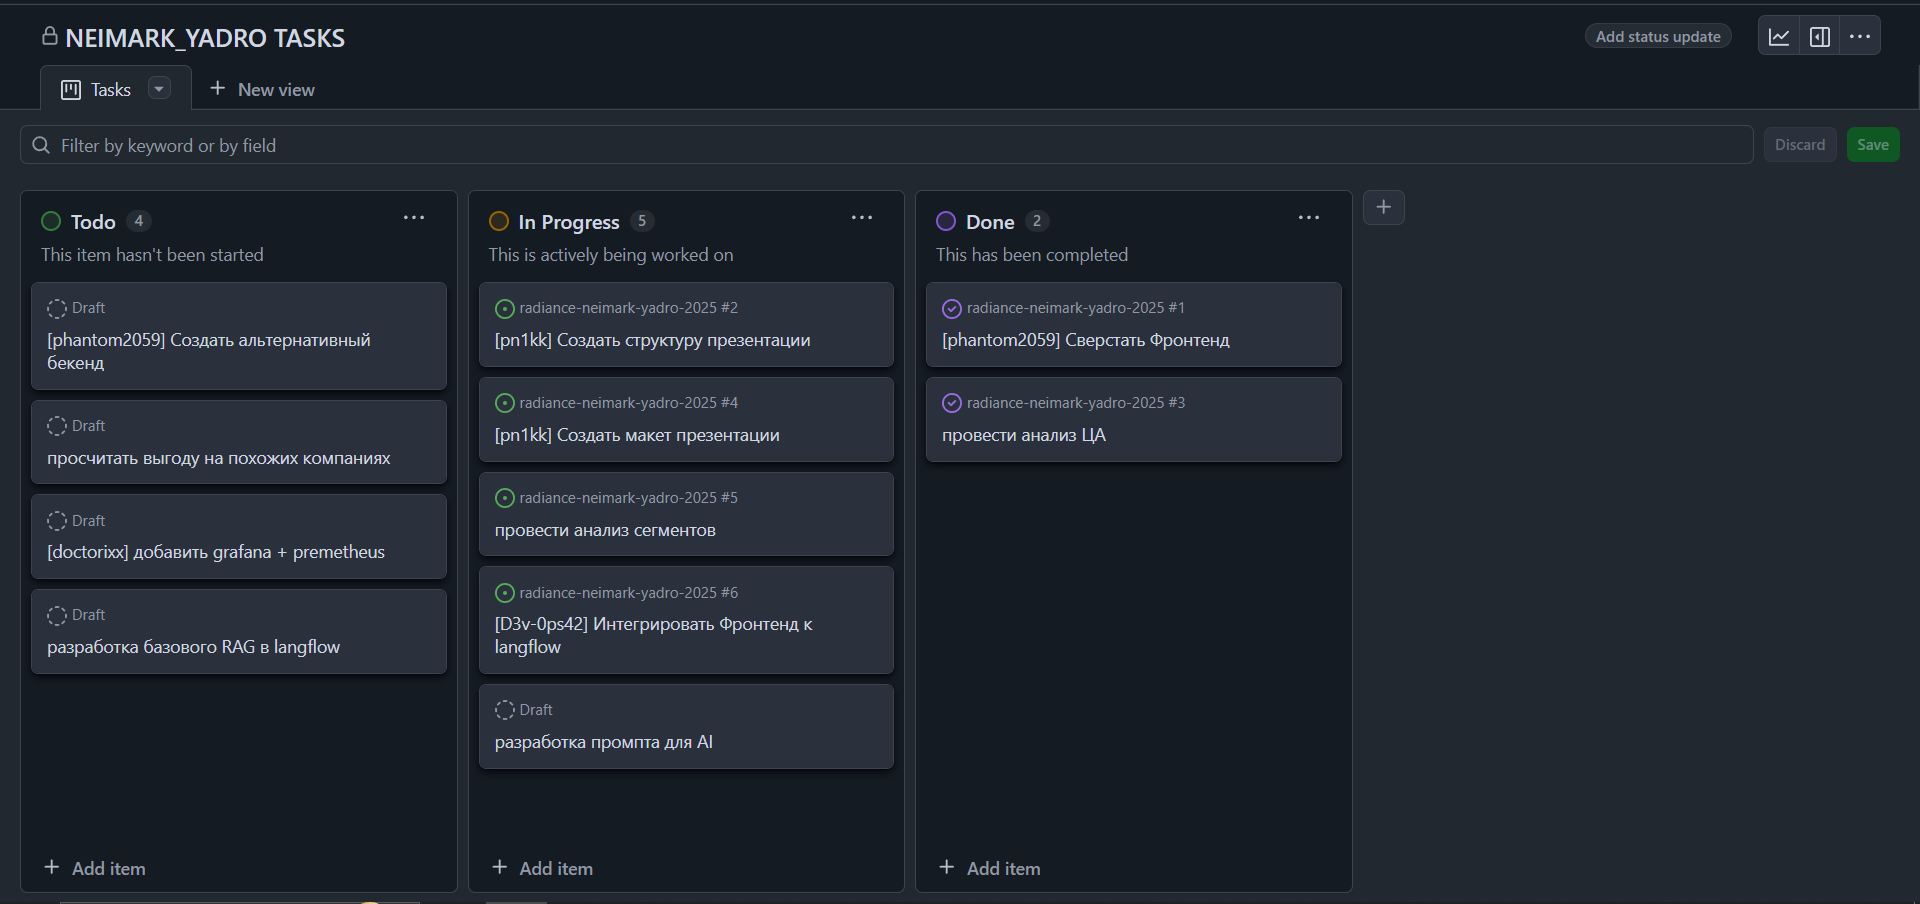 NEIMARK_YADRO TASKS
Add status update
Tasks
New view
Filter by keyword or by field
Discard
Save
Todo 4
This item hasn't been started
Draft
[phantom2059] Создать альтернативный
бекенд
Draft
просчитать выгоду на похожих компаниях
Draft
[doctorixx] добавить grafana + premetheus
Draft
разработка базового RAG в langflow
Add item
In Progress 5
This is actively being worked on
radiance-neimark-yadro-2025 #2
[pn1kk] Создать структуру презентации
radiance-neimark-yadro-2025 #4
[pn1kk] Создать макет презентации
radiance-neimark-yadro-2025 #5
провести анализ сегментов
radiance-neimark-yadro-2025 #6
[D3v-0ps42] Интегрировать Фронтенд к
langflow
Draft
разработка промпта для AI
Add item
Done 2
This has been completed
radiance-neimark-yadro-2025 #1
[phantom2059] Сверстать Фронтенд
radiance-neimark-yadro-2025 #3
провести анализ ЦА
Add item